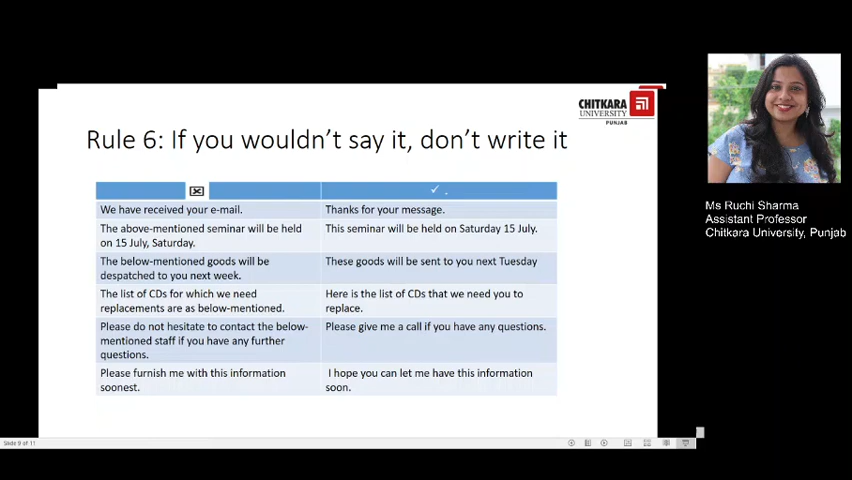 CHITKARA
UNIVERSITY
PUNJAB
Rule 6: If you wouldn't say it, don't write it
✓ .
We have received your e-mail.
Thanks for your message.
The above-mentioned seminar will be held
on 15 July, Saturday.
This seminar will be held on Saturday 15 July.
The below-mentioned goods will be
despatched to you next week.
These goods will be sent to you next Tuesday
The list of CDs for which we need
replacements are as below-mentioned.
Here is the list of CDs that we need you to
replace.
Please do not hesitate to contact the below-
mentioned staff if you have any further
questions.
Please give me a call if you have any questions.
Please furnish me with this information
soonest.
I hope you can let me have this information
soon.
Ms Ruchi Sharma
Assistant Professor
Chitkara University, Punjab
Slide 9 of 11